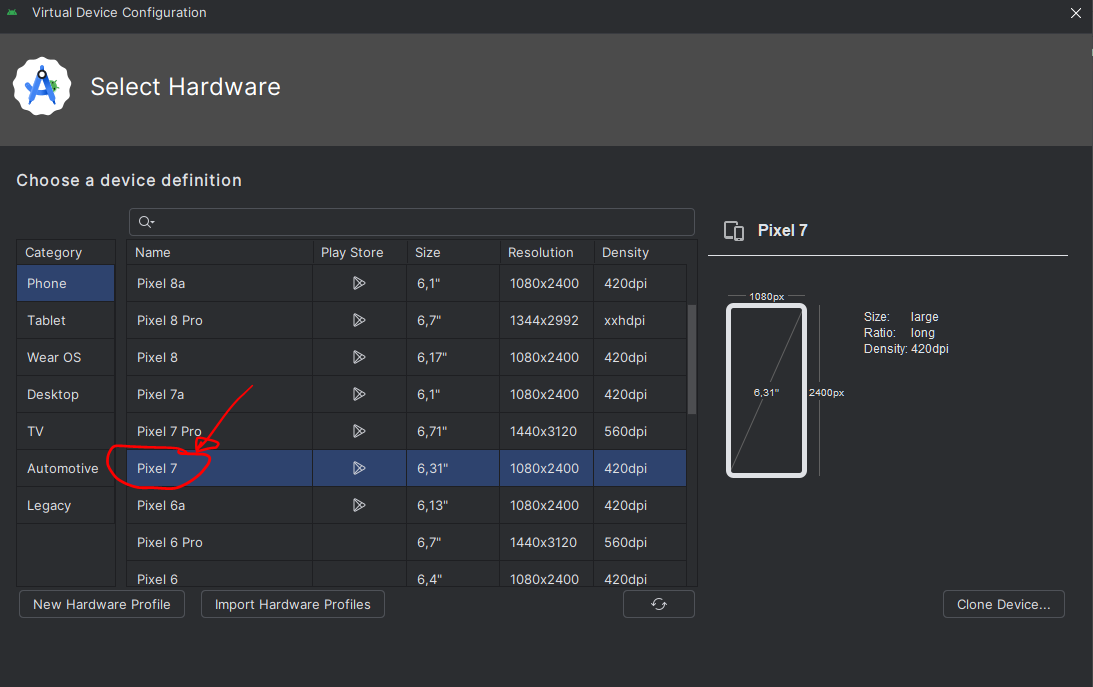 Virtual Device Configuration
Select Hardware
Choose a device definition
Category
Phone
Tablet
Wear OS
Desktop
TV
Automotive
Legacy
Name Play Store Size Resolution Density
Pixel 8a 6,1" 1080x2400 420dpi
Pixel 8 Pro 6,7" 1344x2992 xxhdpi
Pixel 8 6,17" 1080x2400 420dpi
Pixel 7a 6,1" 1080x2400 420dpi
Pixel 7 Pro 6,71" 1440x3120 560dpi
Pixel 7 6,31" 1080x2400 420dpi
Pixel 6a 6,13" 1080x2400 420dpi
Pixel 6 Pro 6,7" 1440x3120 560dpi
Pixel 6 6,4" 1080x2400 420dpi
Pixel 7
1080px
6,31"
2400px
Size: large
Ratio: long
Density: 420dpi
New Hardware Profile
Import Hardware Profiles
Clone Device...